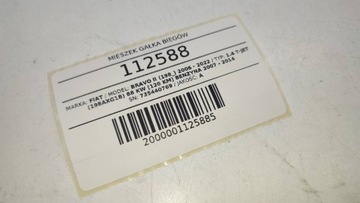 MIESZEK GAŁKA BIEGÓW
112588
MARKA: FIAT / MODEL: BRAVO II (198_) 2006 - 2022 / TYP: 1.4 T-JET
(198AXG1B) 88 KW (120 KM) BENZYNA 2007 - 2014
SN: 735440769 / JAKOŚĆ: A
2000001125885